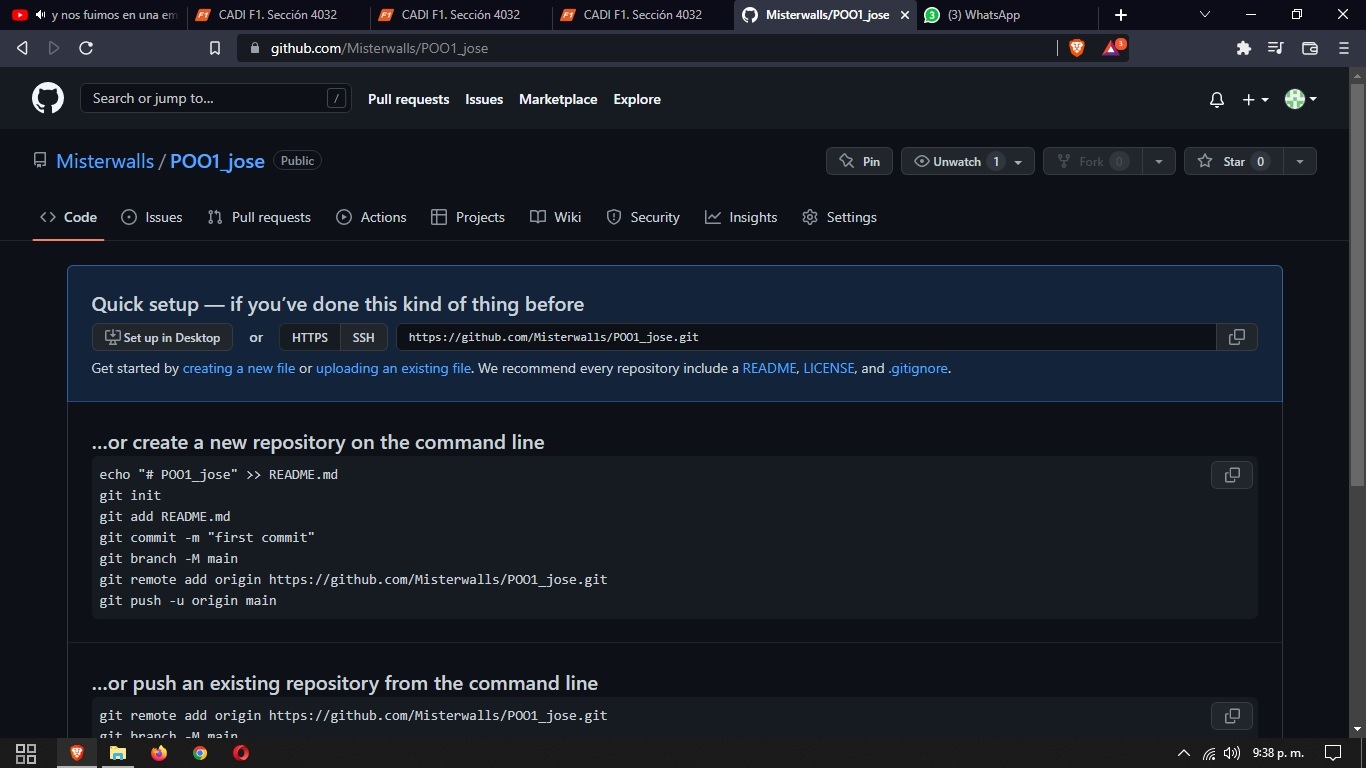 y nos fuimos en una em
CADI F1. Sección 4032
CADI F1. Sección 4032
CADI F1. Sección 4032
Misterwalls/POO1_jose
(3) WhatsApp
github.com/Misterwalls/POO1_jose
3
Search or jump to...
/
Pull requests
Issues
Marketplace
Explore
Misterwalls / POO1_jose
Public
Pin
Unwatch 1
Fork 0
Star 0
Code
Issues
Pull requests
Actions
Projects
Wiki
Security
Insights
Settings
Quick setup — if you’ve done this kind of thing before
Set up in Desktop
or
HTTPS
SSH
https://github.com/Misterwalls/POO1_jose.git
Get started by creating a new file or uploading an existing file. We recommend every repository include a README, LICENSE, and .gitignore.
…or create a new repository on the command line
echo "# POO1_jose" >> README.md
git init
git add README.md
git commit -m "first commit"
git branch -M main
git remote add origin https://github.com/Misterwalls/POO1_jose.git
git push -u origin main
…or push an existing repository from the command line
git remote add origin https://github.com/Misterwalls/POO1_jose.git
git branch -M main
9:38 p. m.